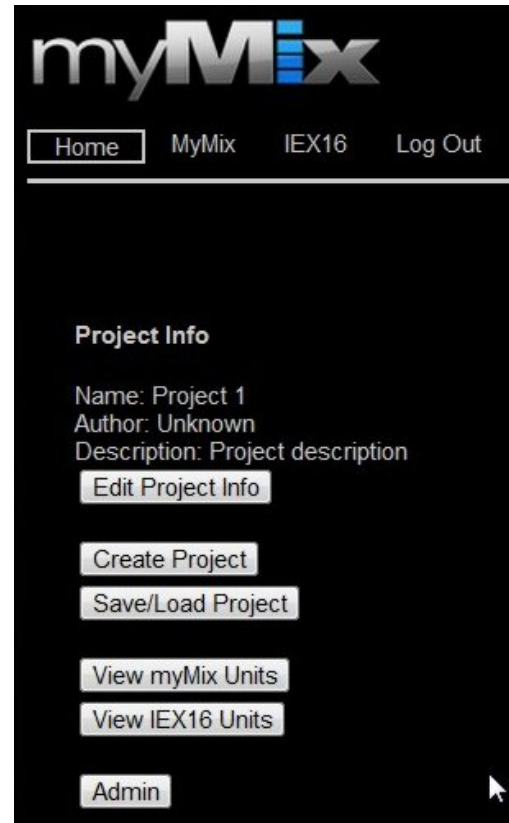 myMix
Home MyMix IEX16 Log Out
Project Info
Name: Project 1
Author: Unknown
Description: Project description
Edit Project Info
Create Project
Save/Load Project
View myMix Units
View IEX16 Units
Admin